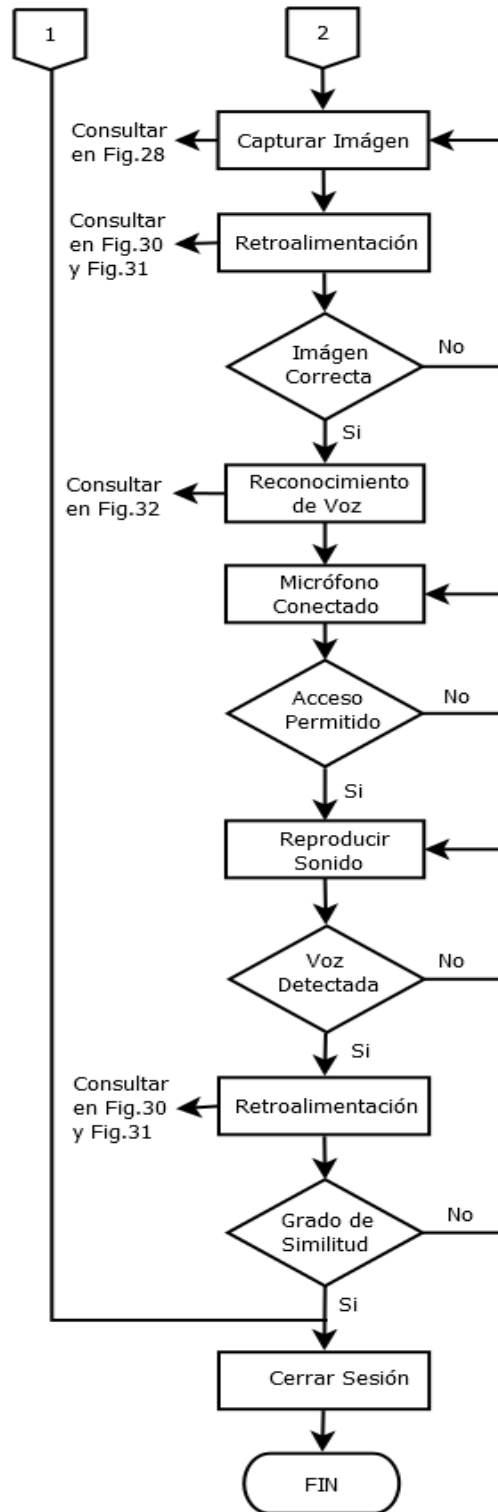 1
2
Consultar
en Fig.28
Capturar Imágen
Consultar
en Fig.30
y Fig.31
Retroalimentación
Imágen
Correcta
No
Si
Consultar
en Fig.32
Reconocimiento
de Voz
Micrófono
Conectado
Acceso
Permitido
No
Si
Reproducir
Sonido
Voz
Detectada
No
Si
Consultar
en Fig.30
y Fig.31
Retroalimentación
Grado de
Similitud
No
Si
Cerrar Sesión
FIN